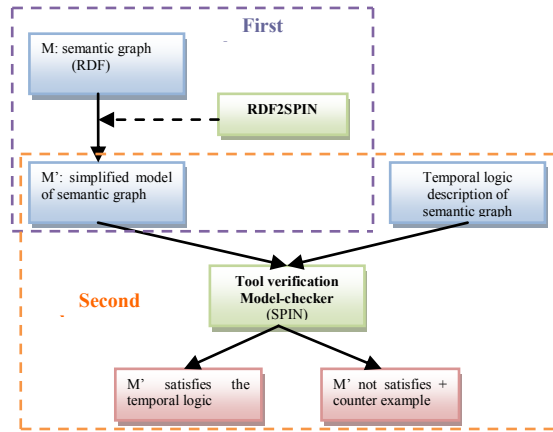 First
M: semantic graph
(RDF)
RDF2SPIN
M': simplified model
of semantic graph
Temporal logic
description of
semantic graph
Tool verification
Model-checker
(SPIN)
Second
M' satisfies the
temporal logic
M' not satisfies +
counter example